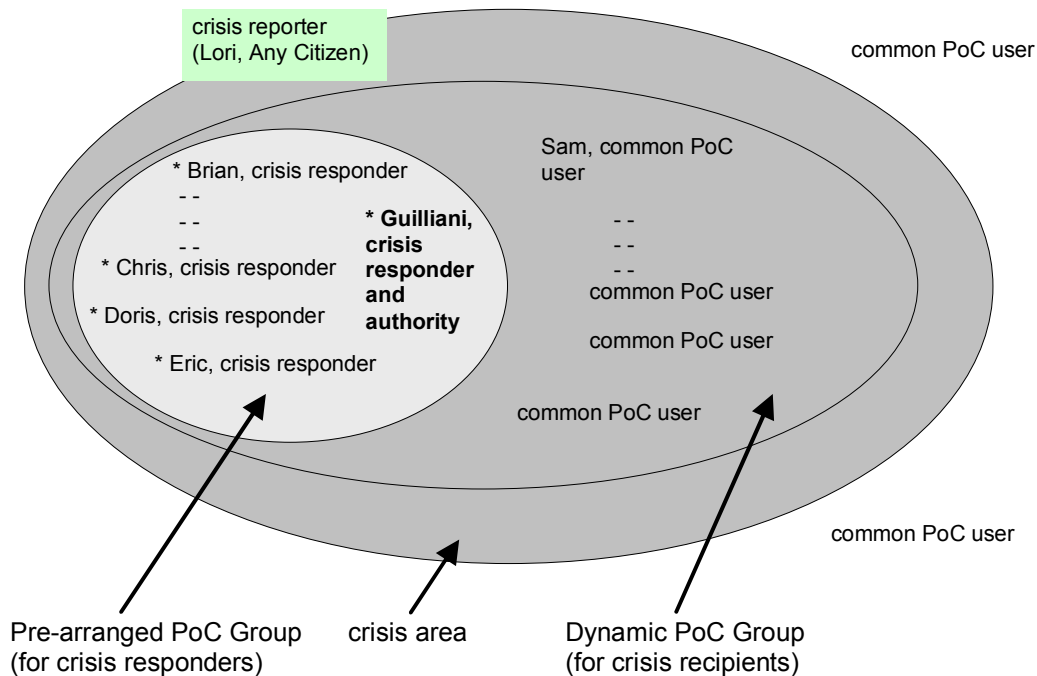 crisis reporter
(Lori, Any Citizen)
common PoC user
* Brian, crisis responder
- -
- -
- -
* Guilliani,
crisis
responder
and
authority
* Chris, crisis responder
* Doris, crisis responder
* Eric, crisis responder
Sam, common PoC
user
- -
- -
- -
common PoC user
common PoC user
common PoC user
common PoC user
Pre-arranged PoC Group
(for crisis responders)
crisis area
Dynamic PoC Group
(for crisis recipients)